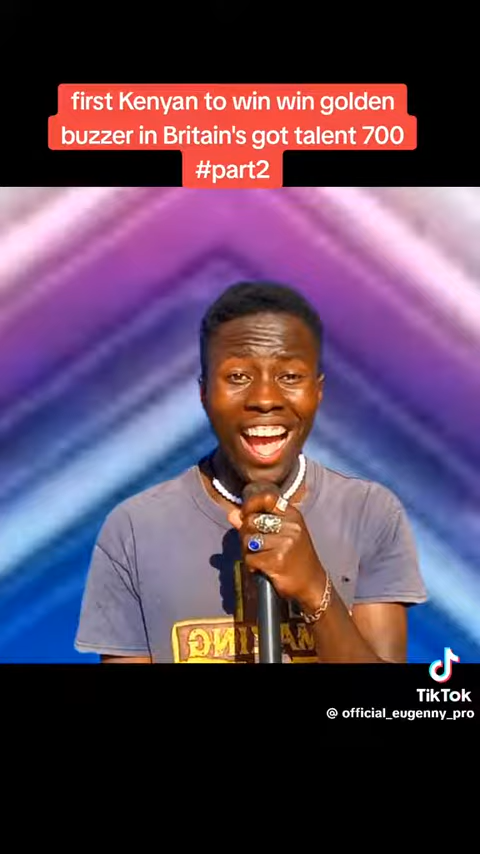 first Kenyan to win win golden
buzzer in Britain's got talent 700
#part2
TikTok
@ official_eugenny_pro